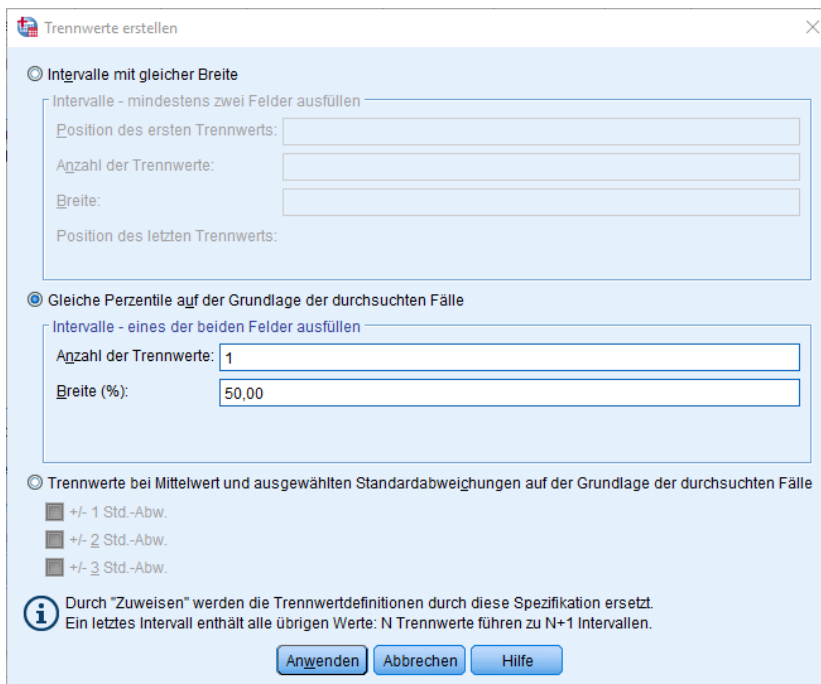 Trennwerte erstellen
Intervalle mit gleicher Breite
Intervalle - mindestens zwei Felder ausfüllen
Position des ersten Trennwerts:
Anzahl der Trennwerte:
Breite:
Position des letzten Trennwerts:
Gleiche Perzentile auf der Grundlage der durchsuchten Fälle
Intervalle - eines der beiden Felder ausfüllen
Anzahl der Trennwerte: 1
Breite (%): 50,00
Trennwerte bei Mittelwert und ausgewählten Standardabweichungen auf der Grundlage der durchsuchten Fälle
+/- 1 Std.-Abw.
+/- 2 Std.-Abw.
+/- 3 Std.-Abw.
Durch "Zuweisen" werden die Trennwertdefinitionen durch diese Spezifikation ersetzt.
Ein letztes Intervall enthält alle übrigen Werte: N Trennwerte führen zu N+1 Intervallen.
Anwenden Abbrechen Hilfe